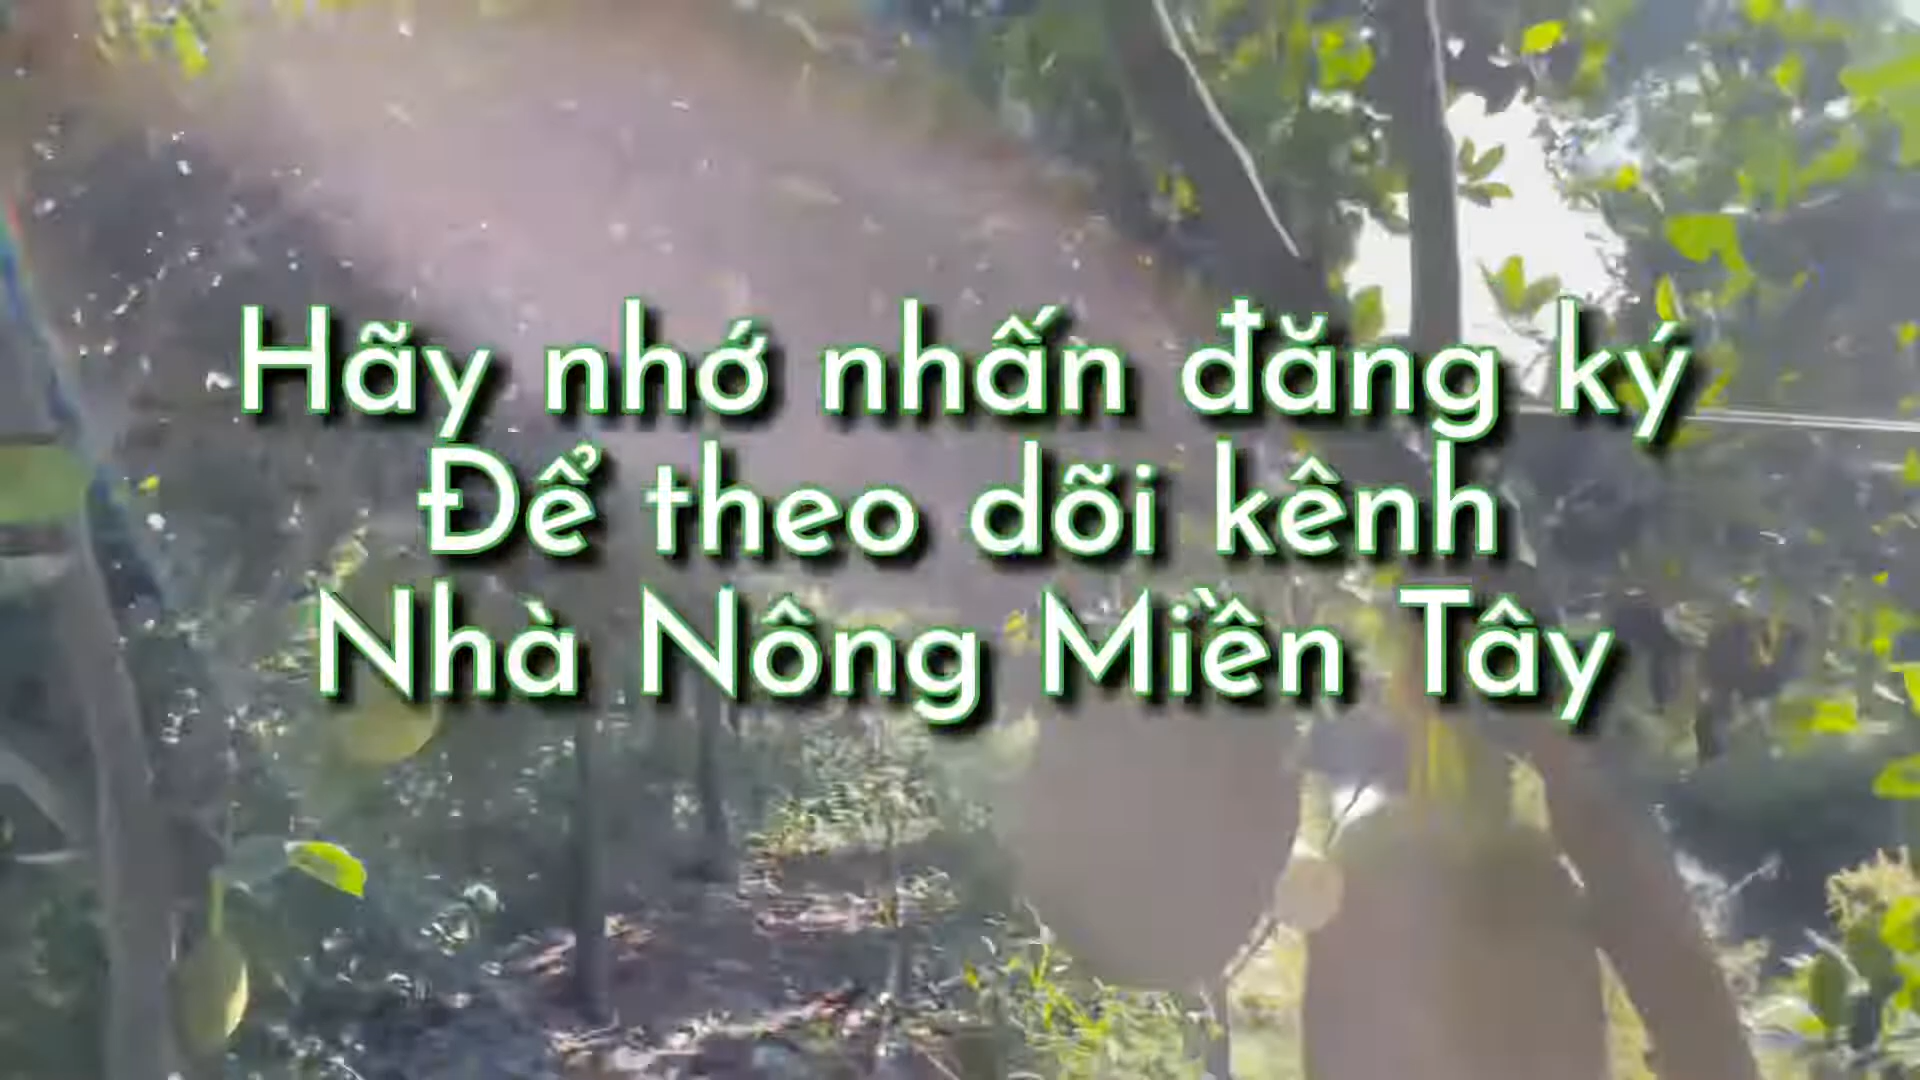 Hãy nhớ nhấn đăng ký
Để theo dõi kênh
Nhà Nông Miền Tây